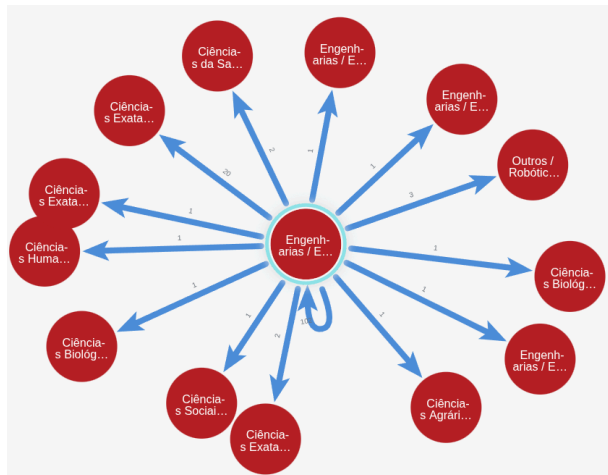 Ciência-
s da Sa...
Engenh-
arias / E...
Ciência-
s Exata...
Engenh-
arias / E...
Outros /
Robótic...
Ciência-
s Exata...
Ciência-
s Huma...
Engenh-
arias / E...
Ciência-
s Biológ...
Ciência-
s Biológ...
Engenh-
arias / E...
Ciência-
s Sociai...
Ciência-
s Agrári...
Ciência-
s Exata...
2
1
1
20
3
1
1
1
1
1
1
2
1